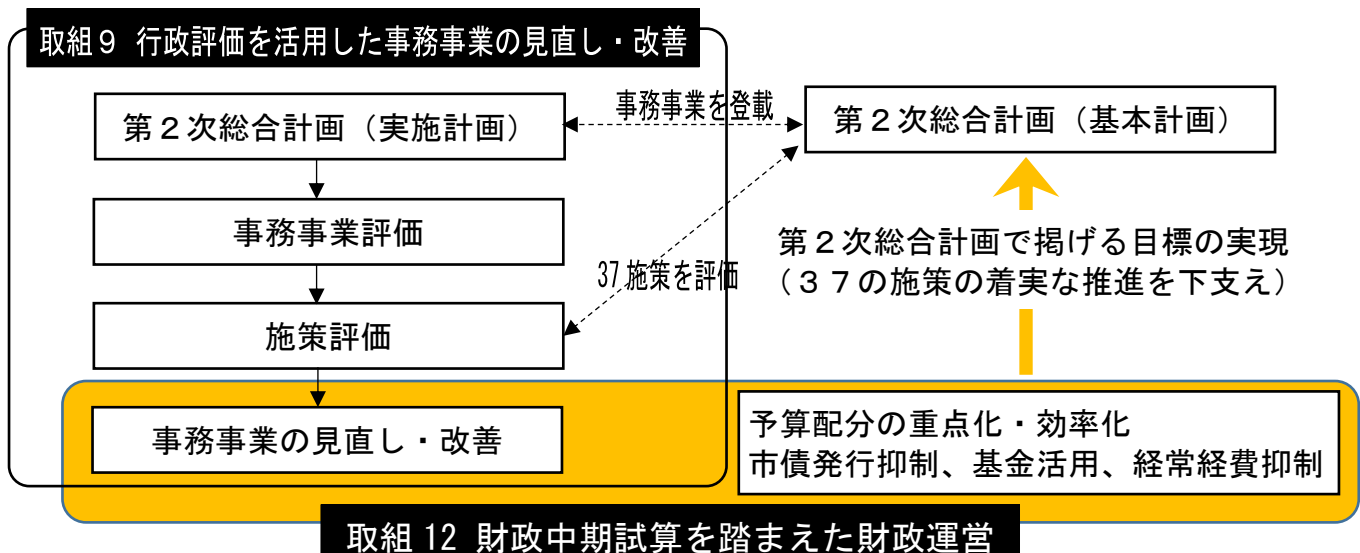 取組9 行政評価を活用した事務事業の見直し・改善
第2次総合計画（実施計画）
事務事業を登載
第2次総合計画（基本計画）
事務事業評価
第2次総合計画で掲げる目標の実現
（37の施策の着実な推進を下支え）
37施策を評価
施策評価
事務事業の見直し・改善
予算配分の重点化・効率化
市債発行抑制、基金活用、経常経費抑制
取組12 財政中期試算を踏まえた財政運営